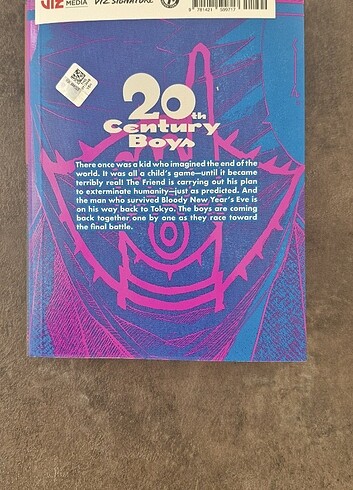 VIZ MEDIA
VIZ SIGNATURE
20th
Century
Boys
There once was a kid who imagined the end of the
world. It was all a child's game—until it became
terribly real! The Friend is carrying out his plan
to exterminate humanity—just as predicted. And
the man who survived Bloody New Year's Eve is
on his way back to Tokyo. The boys are coming
back together one by one as they race toward
the final battle.